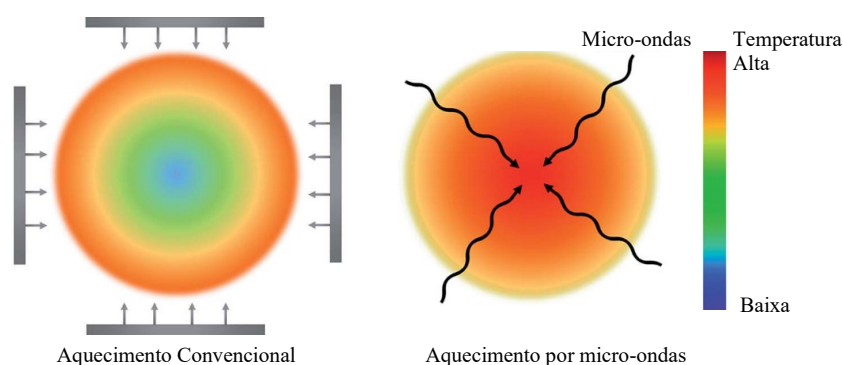 Micro-ondas
Temperatura
Alta
Baixa
Aquecimento Convencional
Aquecimento por micro-ondas